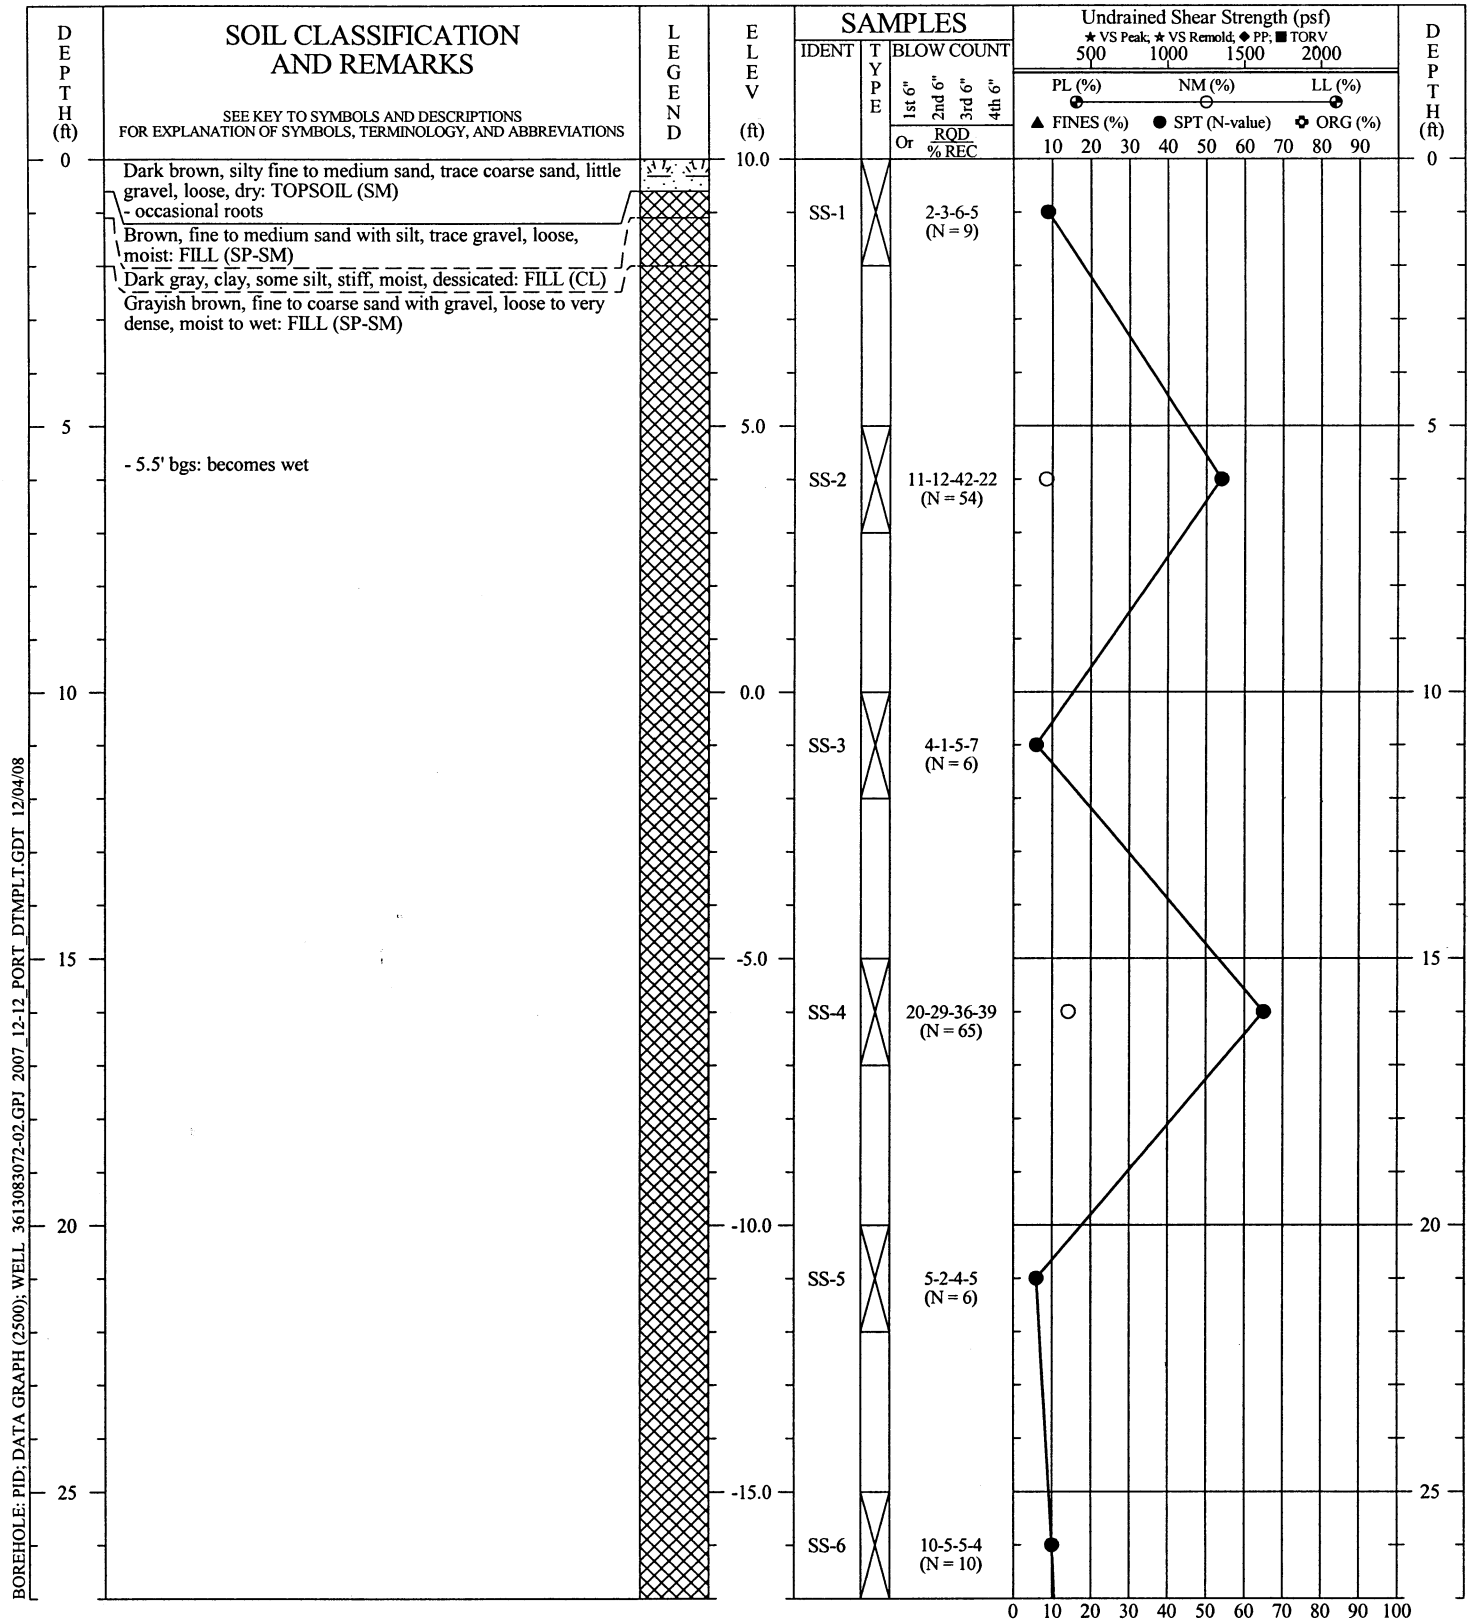 DEPTH (ft)
SOIL CLASSIFICATION
AND REMARKS
SEE KEY TO SYMBOLS AND DESCRIPTIONS
FOR EXPLANATION OF SYMBOLS, TERMINOLOGY, AND ABBREVIATIONS
LEGEND
ELEV (ft)
SAMPLES
IDENT
TYPE
BLOW COUNT
1st 6"
2nd 6"
3rd 6"
4th 6"
Or RQD
% REC
Undrained Shear Strength (psf)
★ VS Peak; ★ VS Remold; ◆ PP; ■ TORV
500 1000 1500 2000
PL (%) NM (%) LL (%)
▲ FINES (%) ● SPT (N-value) ✚ ORG (%)
10 20 30 40 50 60 70 80 90
DEPTH (ft)
0
10.0
0
Dark brown, silty fine to medium sand, trace coarse sand, little
gravel, loose, dry: TOPSOIL (SM)
- occasional roots
SS-1
2-3-6-5
(N = 9)
Brown, fine to medium sand with silt, trace gravel, loose,
moist: FILL (SP-SM)
Dark gray, clay, some silt, stiff, moist, dessicated: FILL (CL)
Grayish brown, fine to coarse sand with gravel, loose to very
dense, moist to wet: FILL (SP-SM)
5
5.0
5
- 5.5' bgs: becomes wet
SS-2
11-12-42-22
(N = 54)
10
0.0
10
SS-3
4-1-5-7
(N = 6)
15
-5.0
15
SS-4
20-29-36-39
(N = 65)
20
-10.0
20
SS-5
5-2-4-5
(N = 6)
25
-15.0
25
SS-6
10-5-5-4
(N = 10)
0 10 20 30 40 50 60 70 80 90 100
BOREHOLE: PID; DATA GRAPH (2500); WELL 3613083072-02.GPJ 2007_12-12_PORT_DTMPLT.GDT 12/04/08